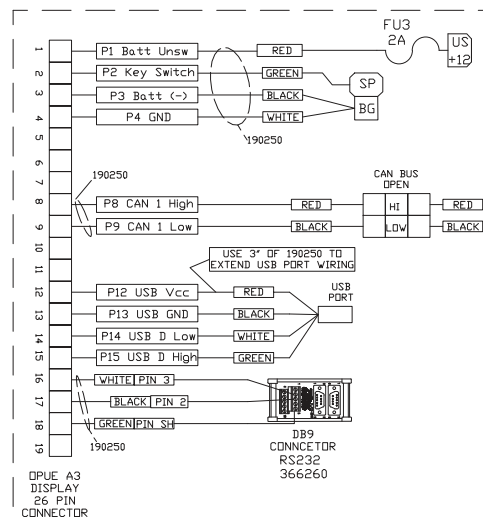 FU3
2A
US
+12
1 P1 Batt Unsw RED
2 P2 Key Switch GREEN SP
3 P3 Batt (-) BLACK BG
4 P4 GND WHITE
190250
5
6
7
190250
CAN BUS
OPEN
8 P8 CAN 1 High RED HI RED
9 P9 CAN 1 Low BLACK LOW BLACK
10
11
USE 3" OF 190250 TO
EXTEND USB PORT WIRING
USB
PORT
12 P12 USB Vcc RED
13 P13 USB GND BLACK
14 P14 USB D Low WHITE
15 P15 USB D High GREEN
16 WHITE PIN 3
17 BLACK PIN 2
18 GREEN PIN SH
19
190250
DB9
CONNCETOR
RS232
366260
OPUE A3
DISPLAY
26 PIN
CONNECTOR